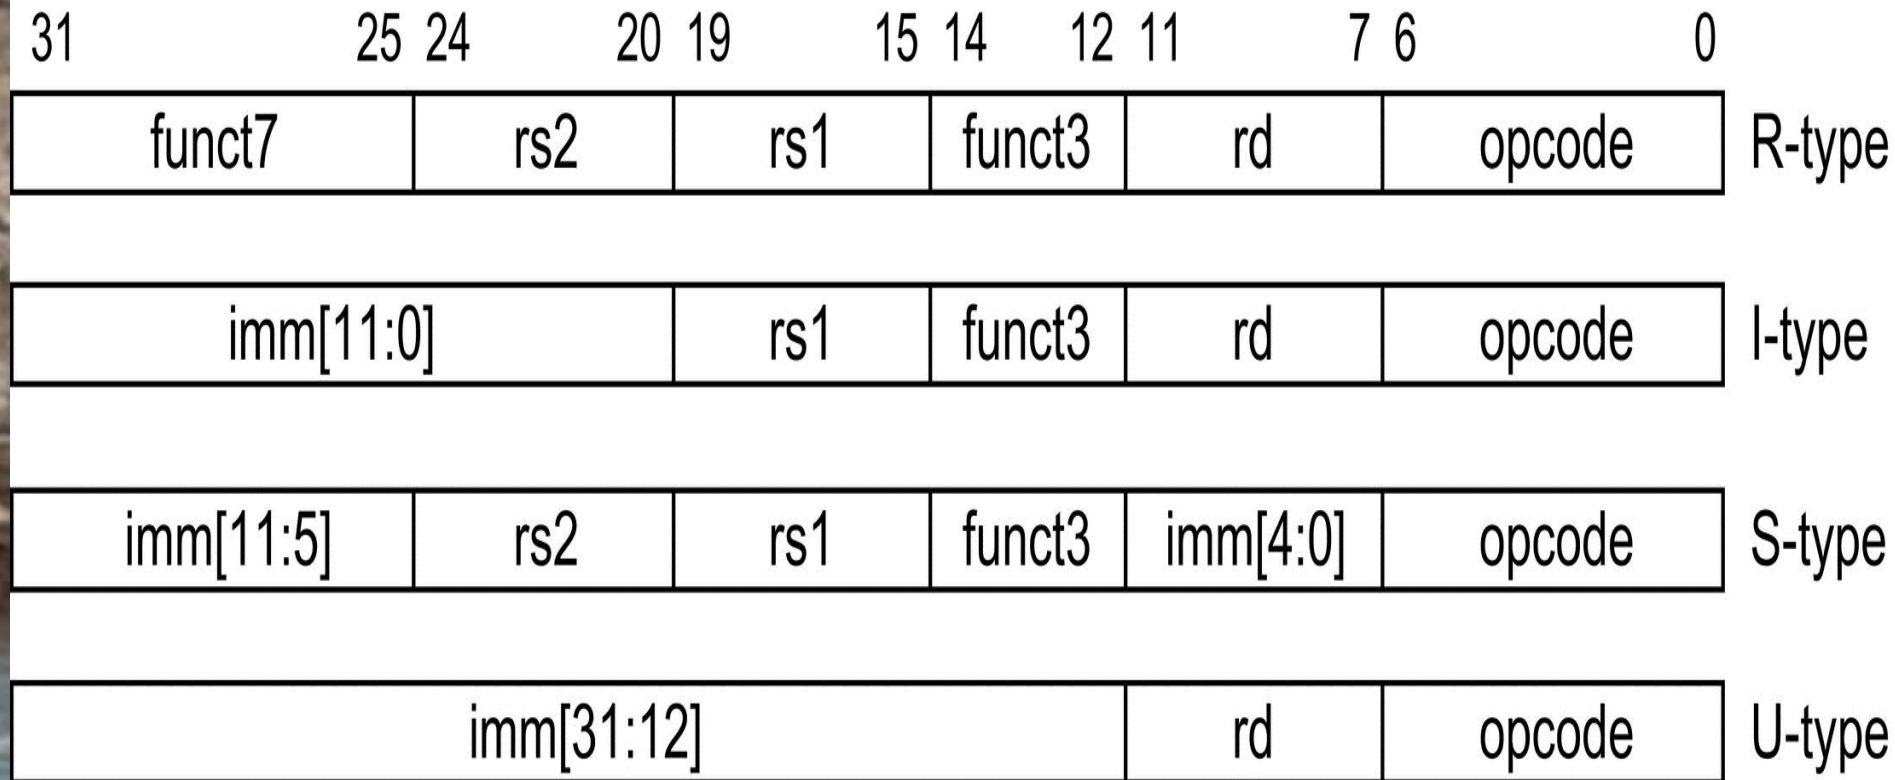 31 25 24 20 19 15 14 12 11 7 6 0
funct7 rs2 rs1 funct3 rd opcode R-type
imm[11:0] rs1 funct3 rd opcode I-type
imm[11:5] rs2 rs1 funct3 imm[4:0] opcode S-type
imm[31:12] rd opcode U-type